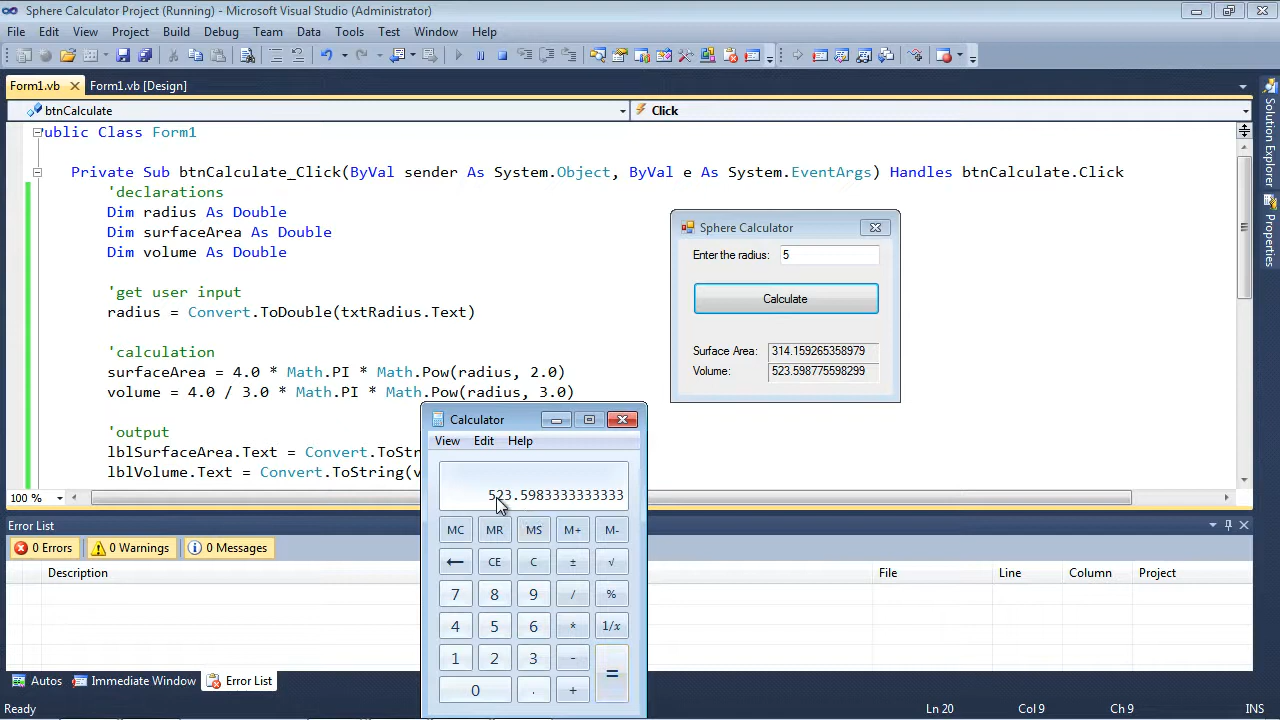 Sphere Calculator Project (Running) - Microsoft Visual Studio (Administrator)
File Edit View Project Build Debug Team Data Tools Test Window Help
Form1.vb Form1.vb [Design]
btnCalculate Click
ublic Class Form1
Private Sub btnCalculate_Click(ByVal sender As System.Object, ByVal e As System.EventArgs) Handles btnCalculate.Click
'declarations
Dim radius As Double
Dim surfaceArea As Double
Dim volume As Double
'get user input
radius = Convert.ToDouble(txtRadius.Text)
'calculation
surfaceArea = 4.0 * Math.PI * Math.Pow(radius, 2.0)
volume = 4.0 / 3.0 * Math.PI * Math.Pow(radius, 3.0)
'output
lblSurfaceArea.Text = Convert.ToStr
lblVolume.Text = Convert.ToString(v
Sphere Calculator
Enter the radius: 5
Calculate
Surface Area: 314.159265358979
Volume: 523.598775598299
Solution Explorer
Properties
Calculator
View Edit Help
523.5983333333333
MC MR MS M+ M-
← CE C ± √
7 8 9 / %
4 5 6 * 1/x
1 2 3 - =
0 . +
100 %
Error List
0 Errors 0 Warnings 0 Messages
Description File Line Column Project
Autos Immediate Window Error List
Ready Ln 20 Col 9 Ch 9 INS